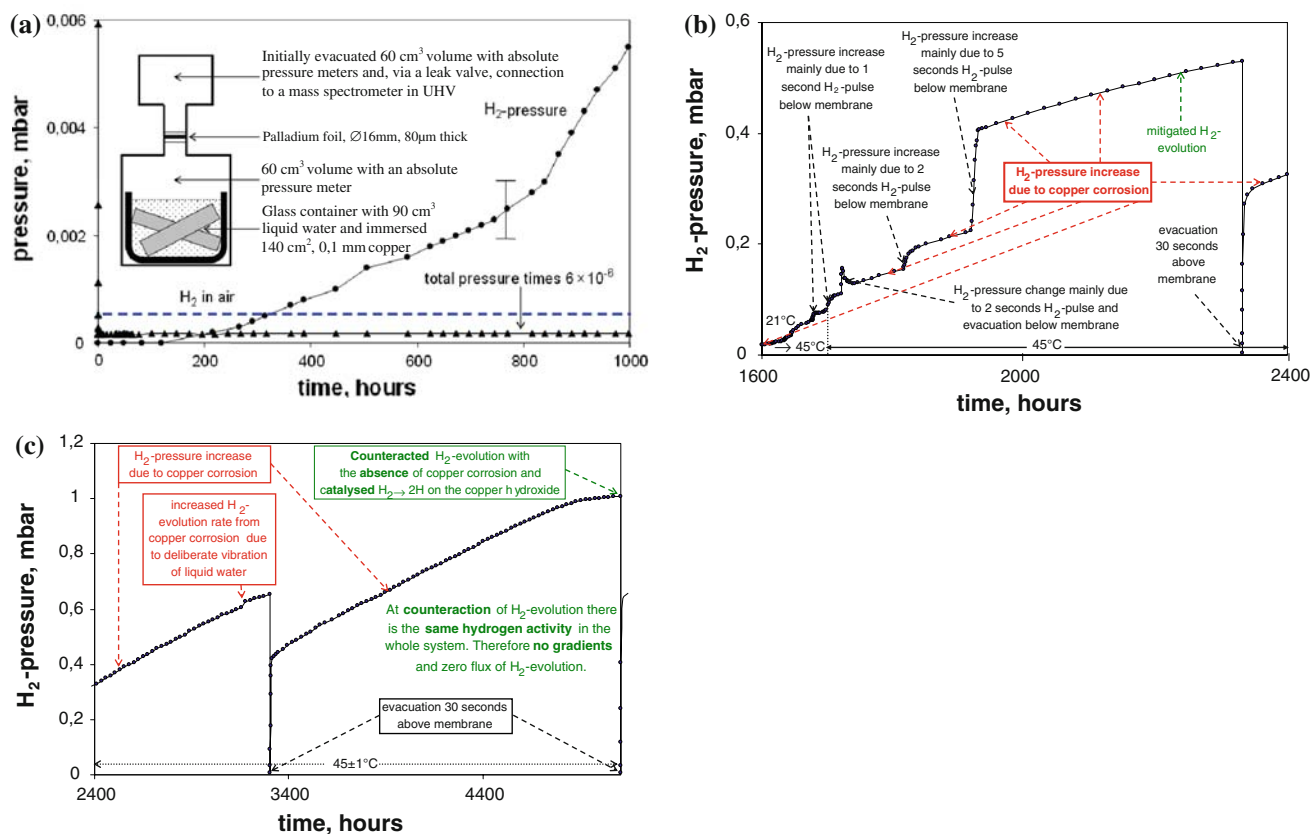 (a)
0,006
0,004
0,002
0
pressure, mbar
Initially evacuated 60 cm³ volume with absolute
pressure meters and, via a leak valve, connection
to a mass spectrometer in UHV
H₂-pressure
Palladium foil, Ø16mm, 80μm thick
60 cm³ volume with an absolute
pressure meter
Glass container with 90 cm³
liquid water and immersed
140 cm², 0,1 mm copper
total pressure times 6 × 10⁻⁶
H₂ in air
0 200 400 600 800 1000
time, hours
(b)
0,6
0,4
0,2
0
H₂-pressure, mbar
H₂-pressure increase
mainly due to 1
second H₂-pulse
below membrane
H₂-pressure increase
mainly due to 5
seconds H₂-pulse
below membrane
mitigated H₂-
evolution
H₂-pressure increase
mainly due to 2
seconds H₂-pulse
below membrane
H₂-pressure increase
due to copper corrosion
evacuation
30 seconds
above
membrane
H₂-pressure change mainly due
to 2 seconds H₂-pulse and
evacuation below membrane
21°C
→ 45°C
45°C
1600 2000 2400
time, hours
(c)
1,2
1
0,8
0,6
0,4
0,2
0
H₂-pressure, mbar
H₂-pressure increase
due to copper corrosion
increased H₂-
evolution rate from
copper corrosion due
to deliberate vibration
of liquid water
Counteracted H₂-evolution with
the absence of copper corrosion and
catalysed H₂→ 2H on the copper hydroxide
At counteraction of H₂-evolution there
is the same hydrogen activity in the
whole system. Therefore no gradients
and zero flux of H₂-evolution.
evacuation 30 seconds
above membrane
45±1°C
2400 3400 4400
time, hours